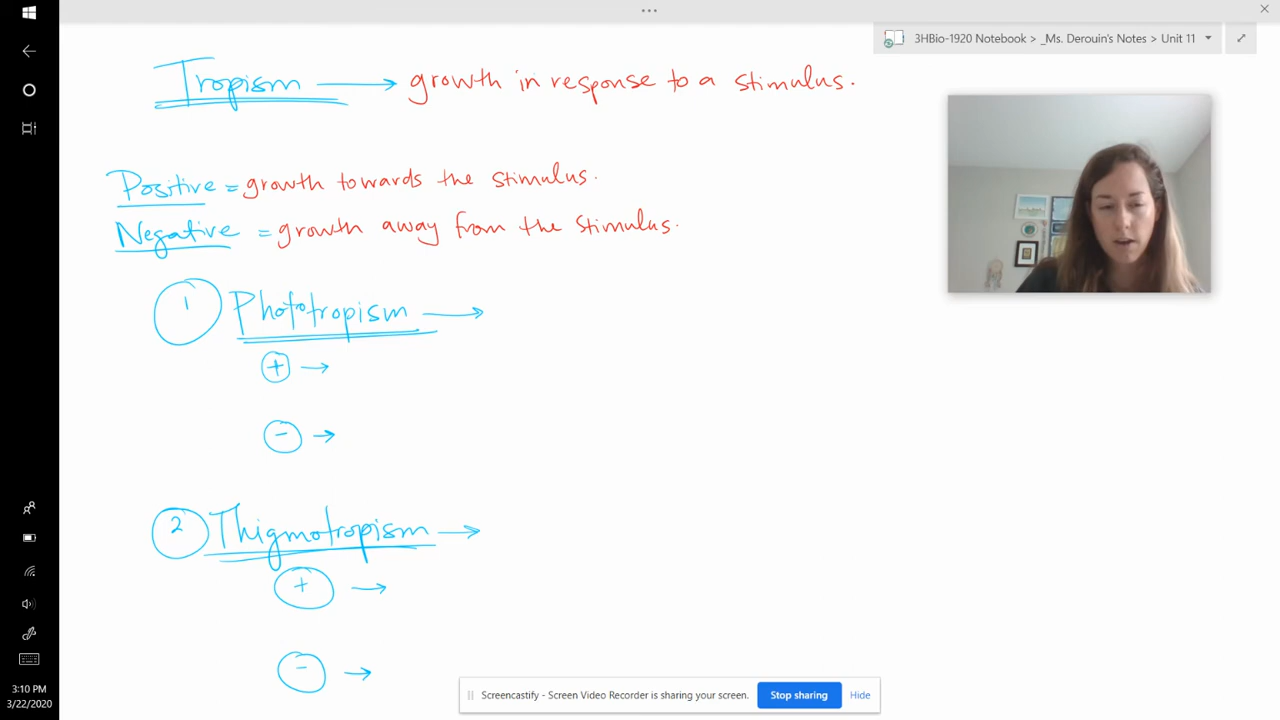 3HBio-1920 Notebook > _Ms. Derouin's Notes > Unit 11
Tropism → growth in response to a stimulus.
Positive = growth towards the stimulus.
Negative = growth away from the stimulus.
1 Phototropism →
+ →
- →
2 Thigmotropism →
+ →
- →
Screencastify - Screen Video Recorder is sharing your screen. Stop sharing Hide
3:10 PM
3/22/2020